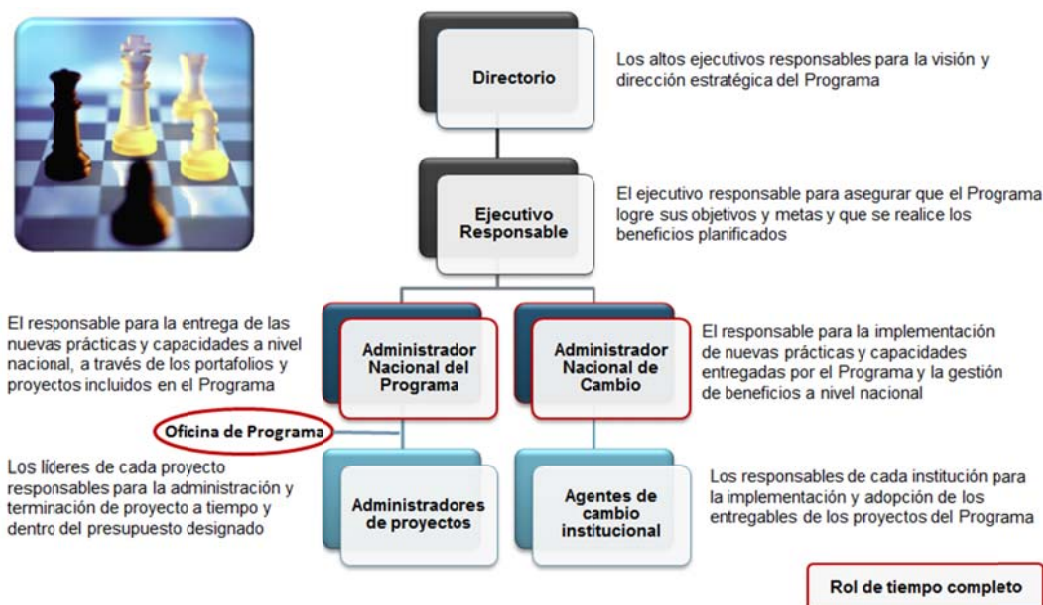 Directorio
Los altos ejecutivos responsables para la visión y
dirección estratégica del Programa
Ejecutivo
Responsable
El ejecutivo responsable para asegurar que el Programa
logre sus objetivos y metas y que se realice los
beneficios planificados
El responsable para la entrega de las
nuevas prácticas y capacidades a nivel
nacional, a través de los portafolios y
proyectos incluidos en el Programa
Administrador
Nacional del
Programa
Administrador
Nacional de
Cambio
El responsable para la implementación
de nuevas prácticas y capacidades
entregadas por el Programa y la gestión
de beneficios a nivel nacional
Oficina de Programa
Los líderes de cada proyecto
responsables para la administración y
terminación de proyecto a tiempo y
dentro del presupuesto designado
Administradores
de proyectos
Agentes de
cambio
institucional
Los responsables de cada institución para
la implementación y adopción de los
entregables de los proyectos del Programa
Rol de tiempo completo